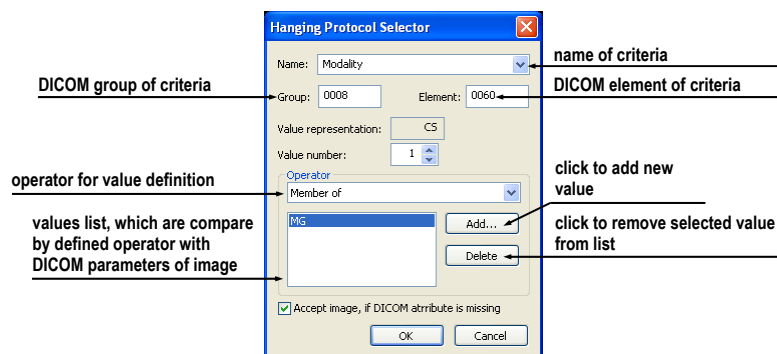 Hanging Protocol Selector
Name: Modality
name of criteria
DICOM group of criteria
DICOM element of criteria
Group: 0008 Element: 0060
Value representation: CS
Value number: 1
Operator
operator for value definition
Member of
click to add new
value
values list, which are compare
by defined operator with
DICOM parameters of image
MG
Add...
click to remove selected value
from list
Delete
Accept image, if DICOM atrribute is missing
OK Cancel